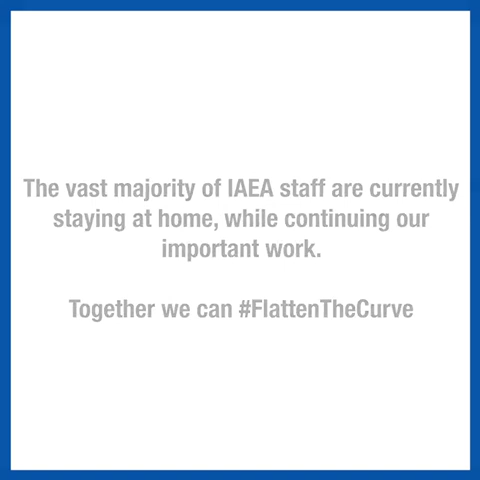 The vast majority of IAEA staff are currently
staying at home, while continuing our
important work.
Together we can #FlattenTheCurve